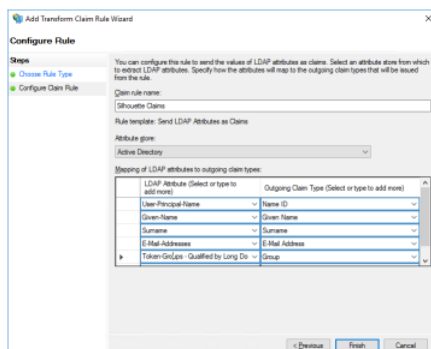 Add Transform Claim Rule Wizard
Configure Rule
Steps
Choose Rule Type
Configure Claim Rule
You can configure this rule to send the values of LDAP attributes as claims. Select an attribute store from which
to extract LDAP attributes. Specify how the attributes will map to the outgoing claim types that will be issued
from the rule.
Claim rule name:
Silhouette Claims
Rule template: Send LDAP Attributes as Claims
Attribute store:
Active Directory
Mapping of LDAP attributes to outgoing claim types:
LDAP Attribute (Select or type to
add more)
Outgoing Claim Type (Select or type to add more)
User-Principal-Name
Name ID
Given-Name
Given Name
Surname
Surname
E-Mail-Addresses
E-Mail Address
Token-Groups - Qualified by Long Do
Group
< Previous
Finish
Cancel